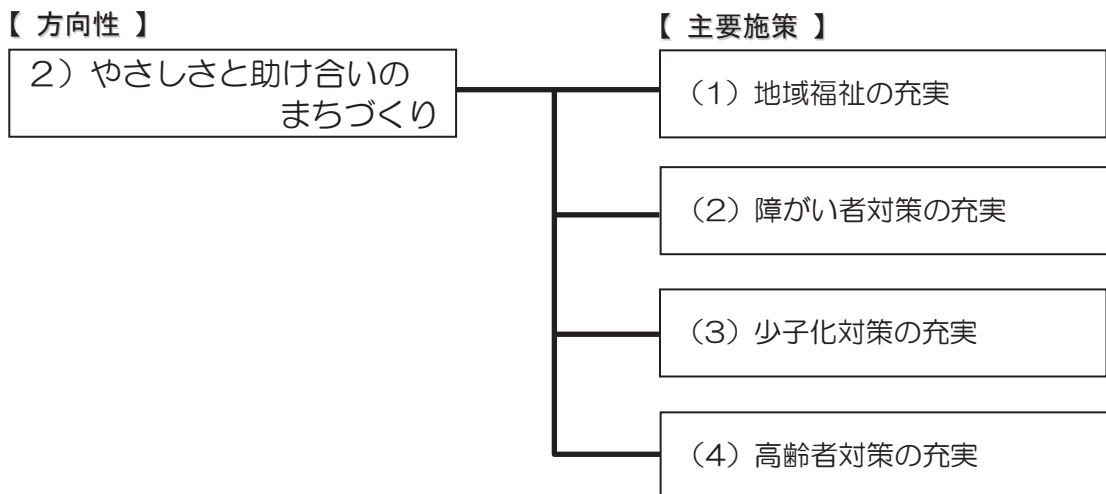 【 方向性 】
2）やさしさと助け合いの
まちづくり
【 主要施策 】
（1）地域福祉の充実
（2）障がい者対策の充実
（3）少子化対策の充実
（4）高齢者対策の充実